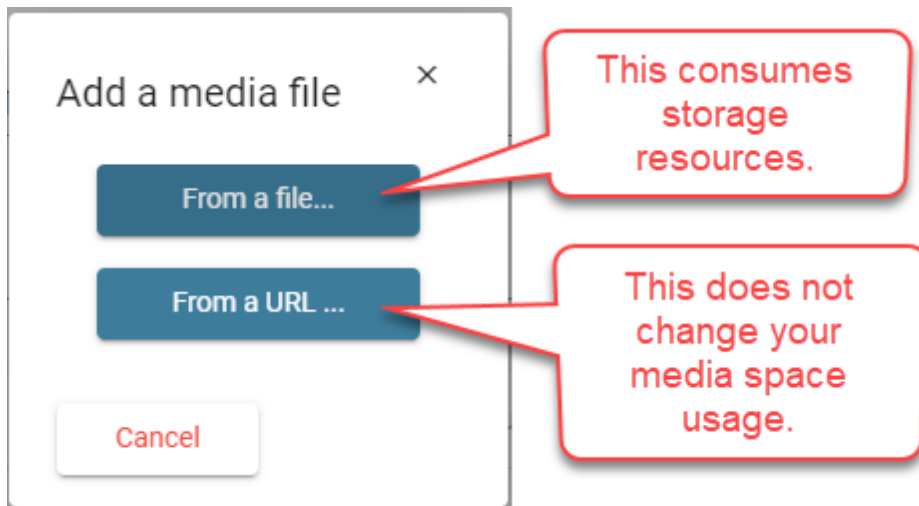 Add a media file
×
This consumes
storage
resources.
From a file...
From a URL ...
This does not
change your
media space
usage.
Cancel